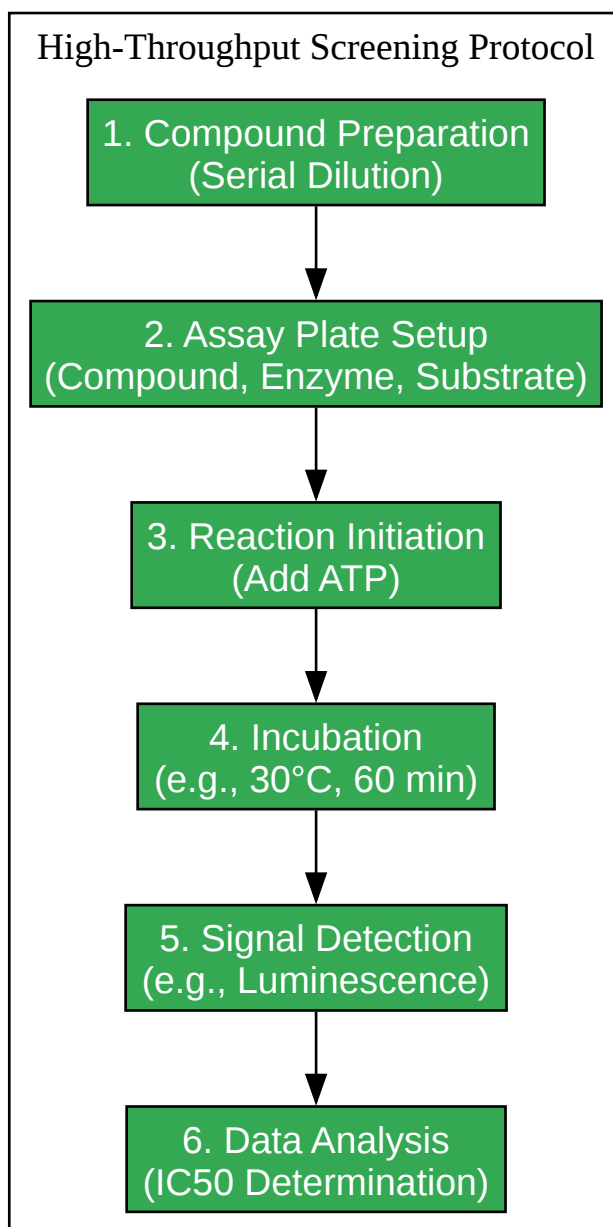 High-Throughput Screening Protocol
1. Compound Preparation
(Serial Dilution)
2. Assay Plate Setup
(Compound, Enzyme, Substrate)
3. Reaction Initiation
(Add ATP)
4. Incubation
(e.g., 30°C, 60 min)
5. Signal Detection
(e.g., Luminescence)
6. Data Analysis
(IC50 Determination)